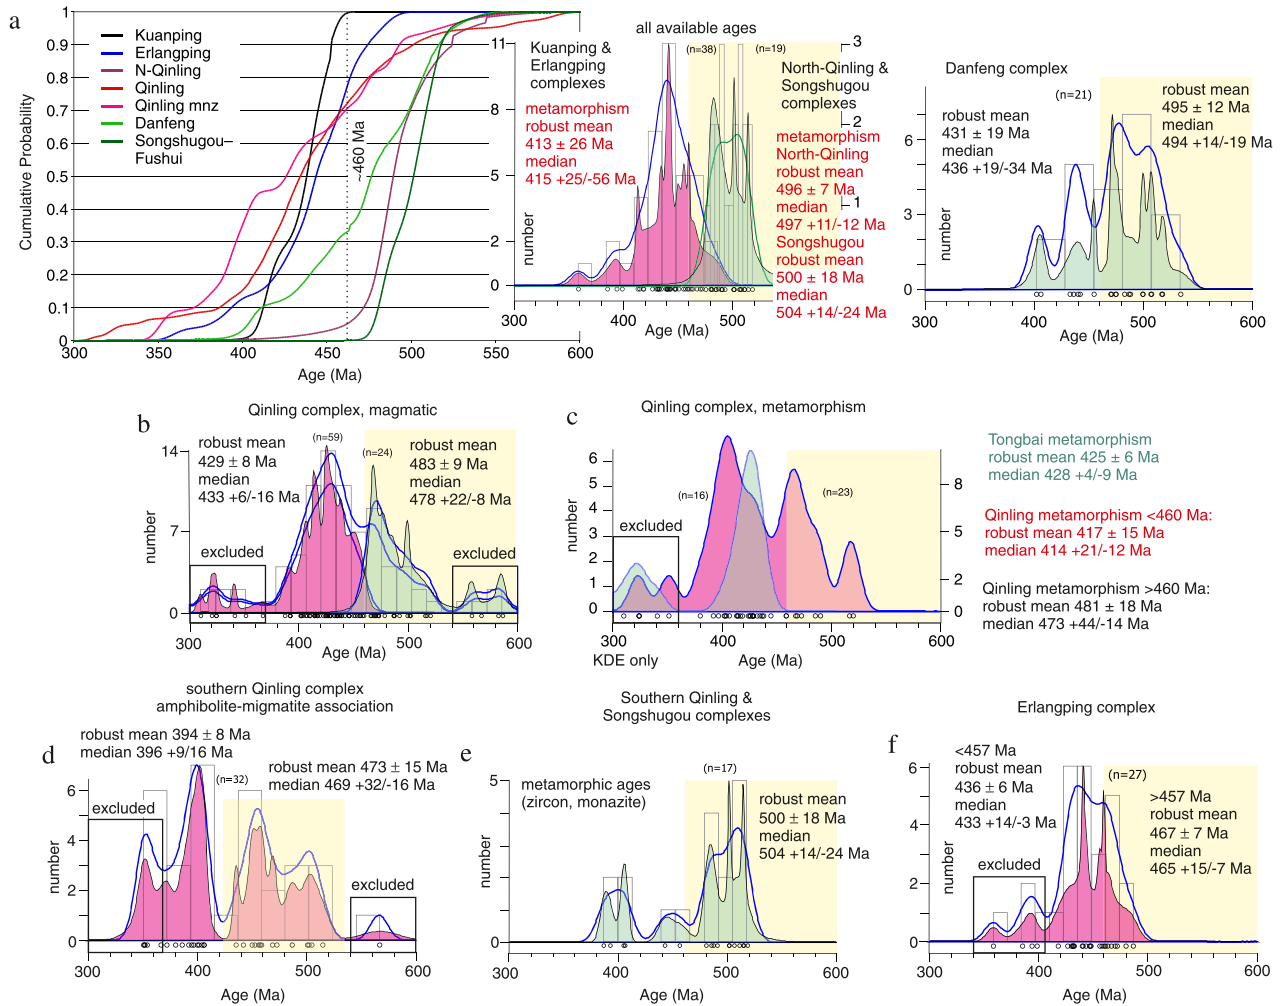 a
Cumulative Probability
1
0.9
0.8
0.7
0.6
0.5
0.4
0.3
0.2
0.1
0
Kuanping
Erlangping
N-Qinling
Qinling
Qinling mnz
Danfeng
Songshugou–
Fushui
~460 Ma
300
350
400
450
500
550
600
Age (Ma)
all available ages
Kuanping &
Erlangping
complexes
metamorphism
robust mean
413 ± 26 Ma
median
415 +25/-56 Ma
(n=38)
(n=19)
North-Qinling &
Songshugou
complexes
metamorphism
North-Qinling
robust mean
496 ± 7 Ma
median
497 +11/-12 Ma
Songshugou
robust mean
500 ± 18 Ma
median
504 +14/-24 Ma
number
11
8
5
2
0
3
2
1
300
400
500
Age (Ma)
Danfeng complex
(n=21)
robust mean
431 ± 19 Ma
median
436 +19/-34 Ma
robust mean
495 ± 12 Ma
median
494 +14/-19 Ma
number
6
3
0
300
400
500
600
Age (Ma)
b
Qinling complex, magmatic
robust mean
429 ± 8 Ma
median
433 +6/-16 Ma
(n=59)
(n=24)
robust mean
483 ± 9 Ma
median
478 +22/-8 Ma
excluded
excluded
number
14
7
0
400
500
600
Age (Ma)
c
Qinling complex, metamorphism
(n=16)
(n=23)
excluded
number
6
5
4
3
2
1
0
8
5
2
0
300
400
500
600
KDE only
Age (Ma)
Tongbai metamorphism
robust mean 425 ± 6 Ma
median 428 +4/-9 Ma
Qinling metamorphism <460 Ma:
robust mean 417 ± 15 Ma
median 414 +21/-12 Ma
Qinling metamorphism >460 Ma:
robust mean 481 ± 18 Ma
median 473 +44/-14 Ma
southern Qinling complex
amphibolite-migmatite association
d
robust mean 394 ± 8 Ma
median 396 +9/16 Ma
(n=32)
robust mean 473 ± 15 Ma
median 469 +32/-16 Ma
excluded
excluded
number
6
4
2
0
300
400
500
600
Age (Ma)
Southern Qinling &
Songshugou complexes
e
metamorphic ages
(zircon, monazite)
(n=17)
robust mean
500 ± 18 Ma
median
504 +14/-24 Ma
number
5
0
300
400
500
600
Age (Ma)
Erlangping complex
f
<457 Ma
robust mean
436 ± 6 Ma
median
433 +14/-3 Ma
(n=27)
>457 Ma
robust mean
467 ± 7 Ma
median
465 +15/-7 Ma
excluded
number
6
4
2
0
300
400
500
600
Age (Ma)